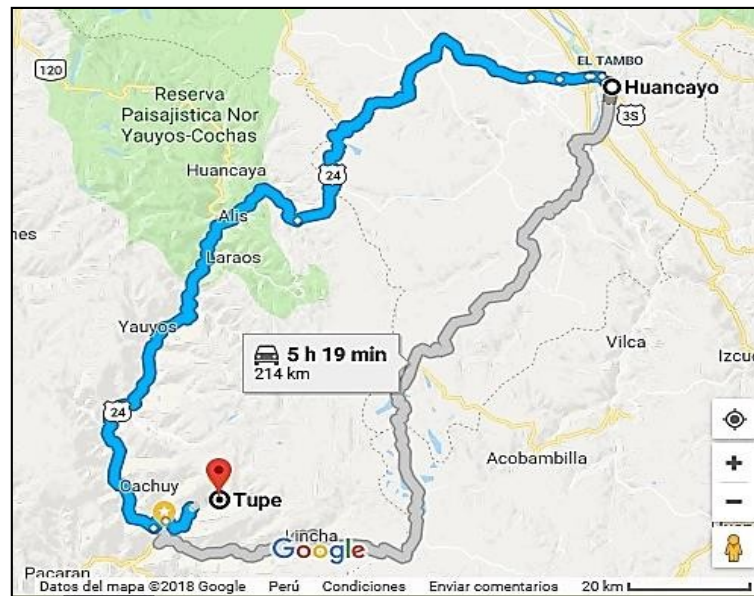 120
EL TAMBO
Huancayo
3S
Reserva
Paisajistica Nor
Yauyos-Cochas
Huancaya
24
Alis
Laraos
Yauyos
5 h 19 min
214 km
Vilca
24
Acobambilla
Cachuy
Tupe
Lincha
Google
Pacaran
Datos del mapa ©2018 Google Perú Condiciones Enviar comentarios 20 km